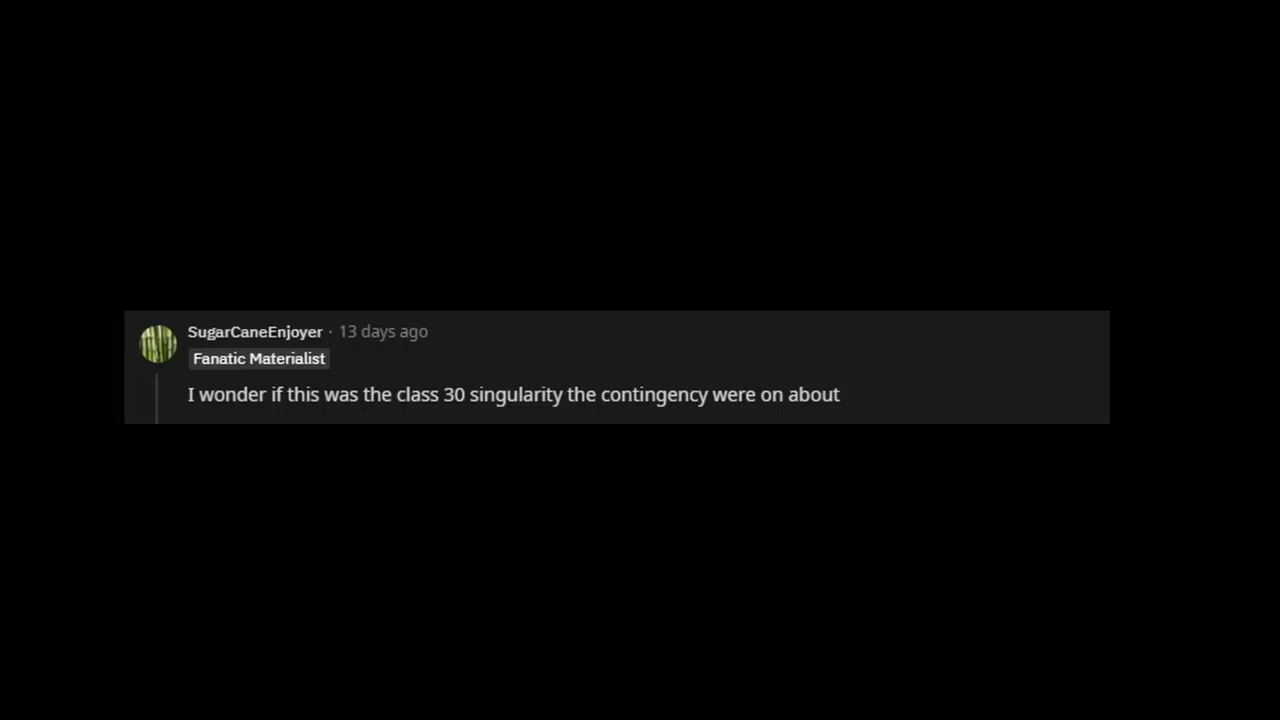 SugarCaneEnjoyer · 13 days ago
Fanatic Materialist
I wonder if this was the class 30 singularity the contingency were on about